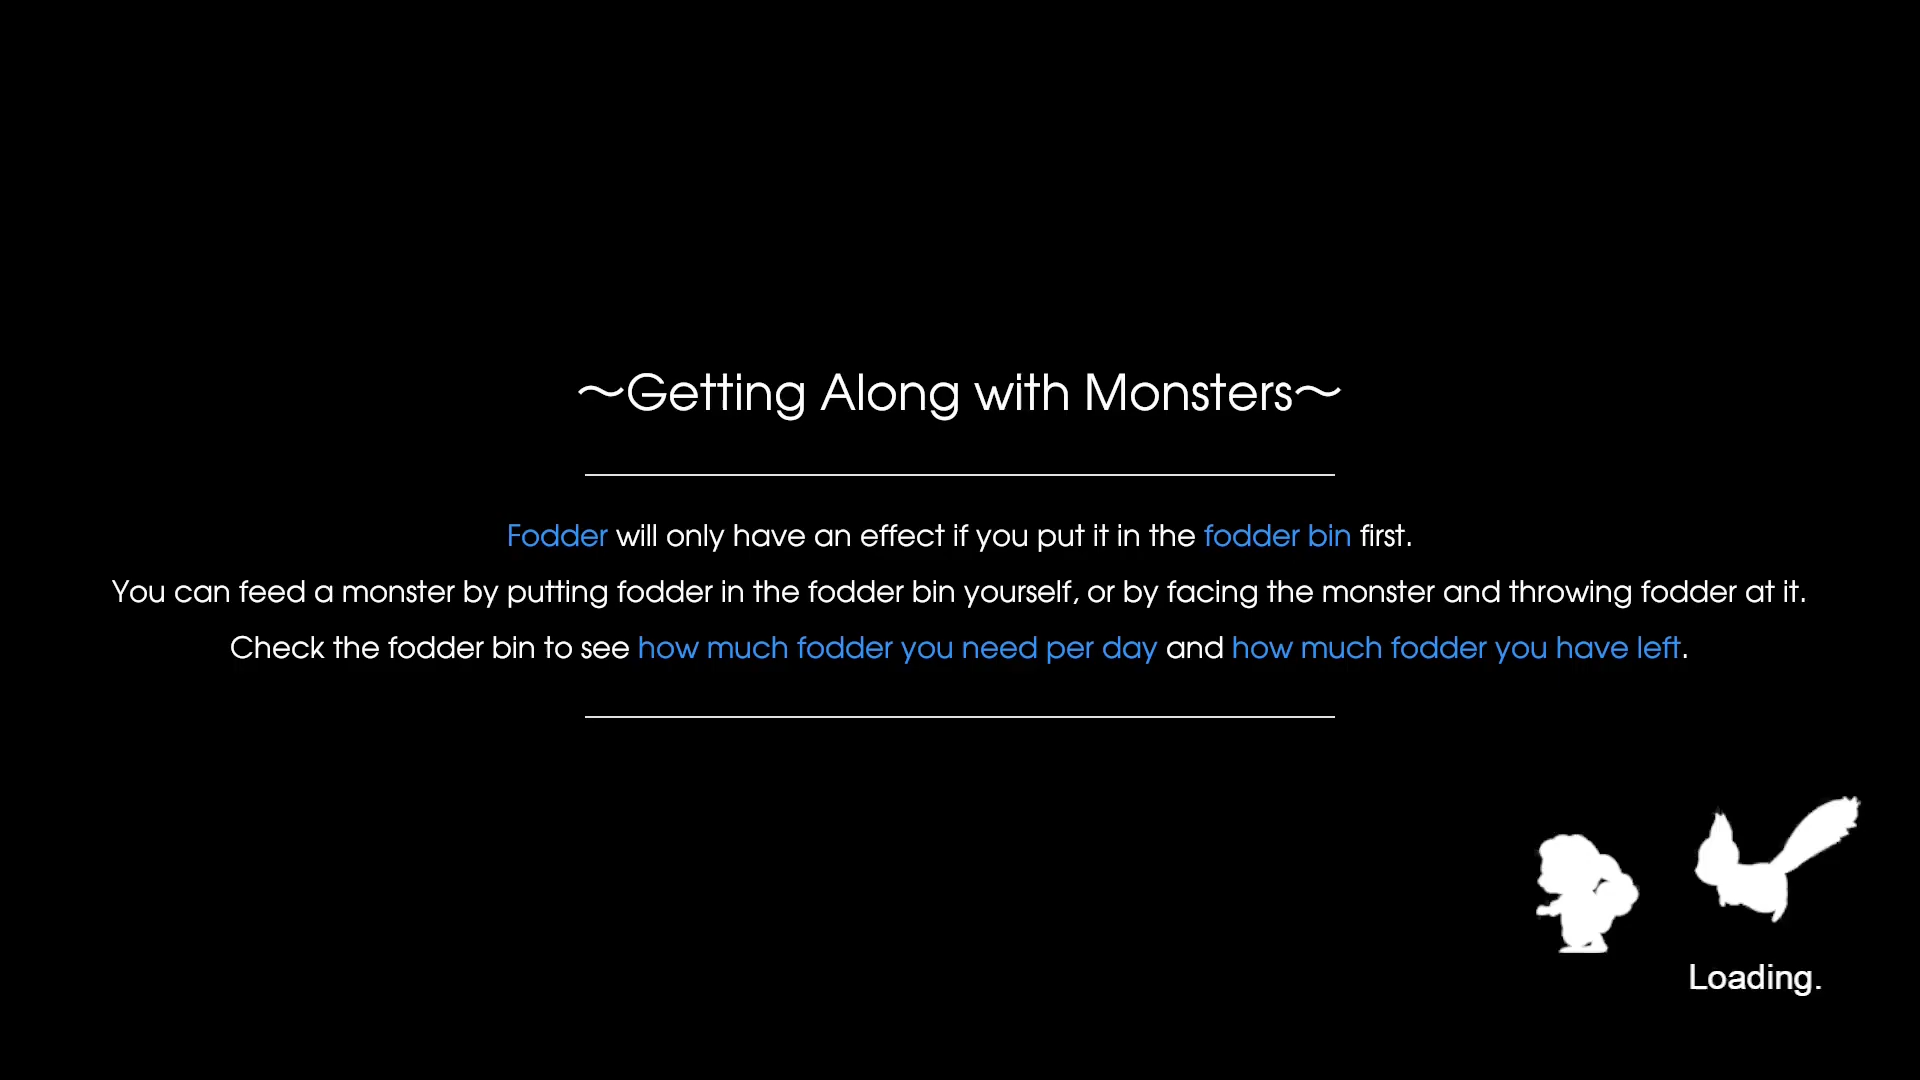 ～Getting Along with Monsters～
Fodder will only have an effect if you put it in the fodder bin first.
You can feed a monster by putting fodder in the fodder bin yourself, or by facing the monster and throwing fodder at it.
Check the fodder bin to see how much fodder you need per day and how much fodder you have left.
Loading.